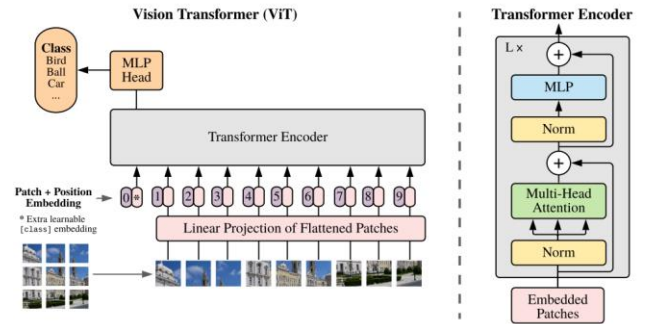 Vision Transformer (ViT)
Class
Bird
Ball
Car
...
MLP
Head
Transformer Encoder
Patch + Position
Embedding
* Extra learnable
[class] embedding
0 * 1 2 3 4 5 6 7 8 9
Linear Projection of Flattened Patches
Transformer Encoder
L x
+
MLP
Norm
+
Multi-Head
Attention
Norm
Embedded
Patches